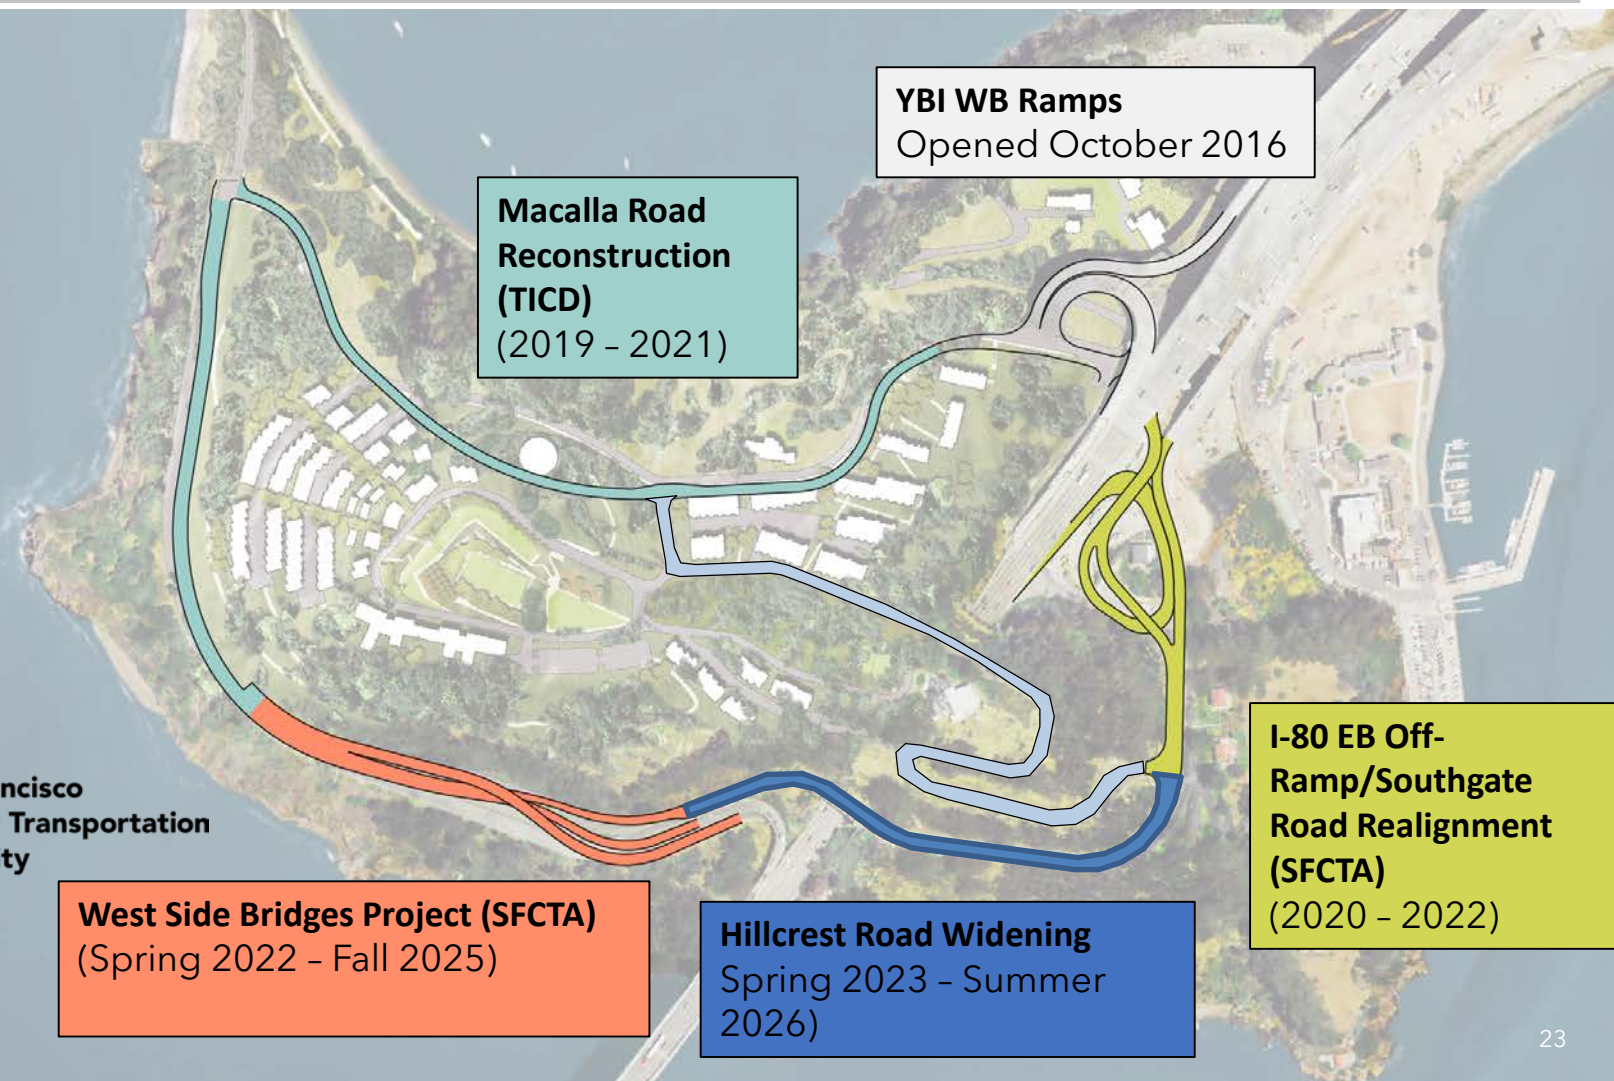 YBI WB Ramps
Opened October 2016
Macalla Road
Reconstruction
(TICD)
(2019 – 2021)
I-80 EB Off-
Ramp/Southgate
Road Realignment
(SFCTA)
(2020 – 2022)
ncisco
Transportation
ty
West Side Bridges Project (SFCTA)
(Spring 2022 – Fall 2025)
Hillcrest Road Widening
Spring 2023 – Summer
2026)
23